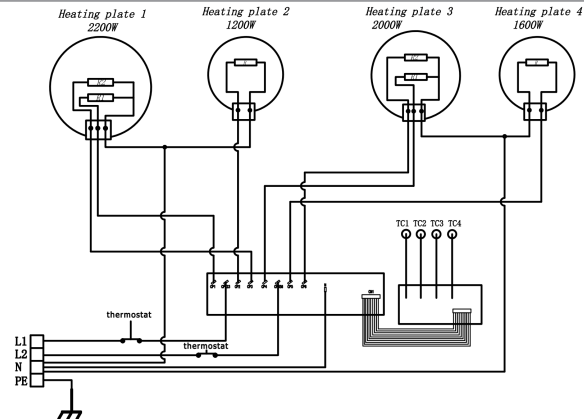 Heating plate 1
2200W
Heating plate 2
1200W
Heating plate 3
2000W
Heating plate 4
1600W
R2
R1
R2
R1
TC1 TC2 TC3 TC4
CN1
thermostat
thermostat
L1
L2
N
PE